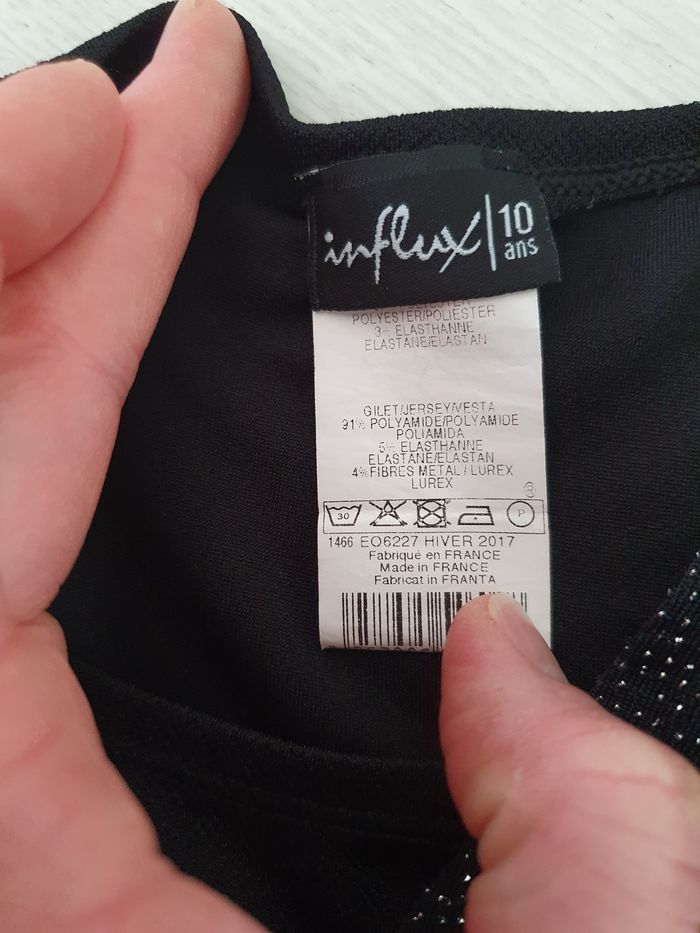 influx
10
ans
POLYESTER/POLIESTER
3% ELASTHANNE
ELASTANE/ELASTAN
GILET/JERSEY/VESTA
91% POLYAMIDE/POLYAMIDE
POLIAMIDA
5% ELASTHANNE
ELASTANE/ELASTAN
4%FIBRES METAL / LUREX
LUREX
®
30
P
1466 EO6227 HIVER 2017
Fabriqué en FRANCE
Made in FRANCE
Fabricat in FRANTA